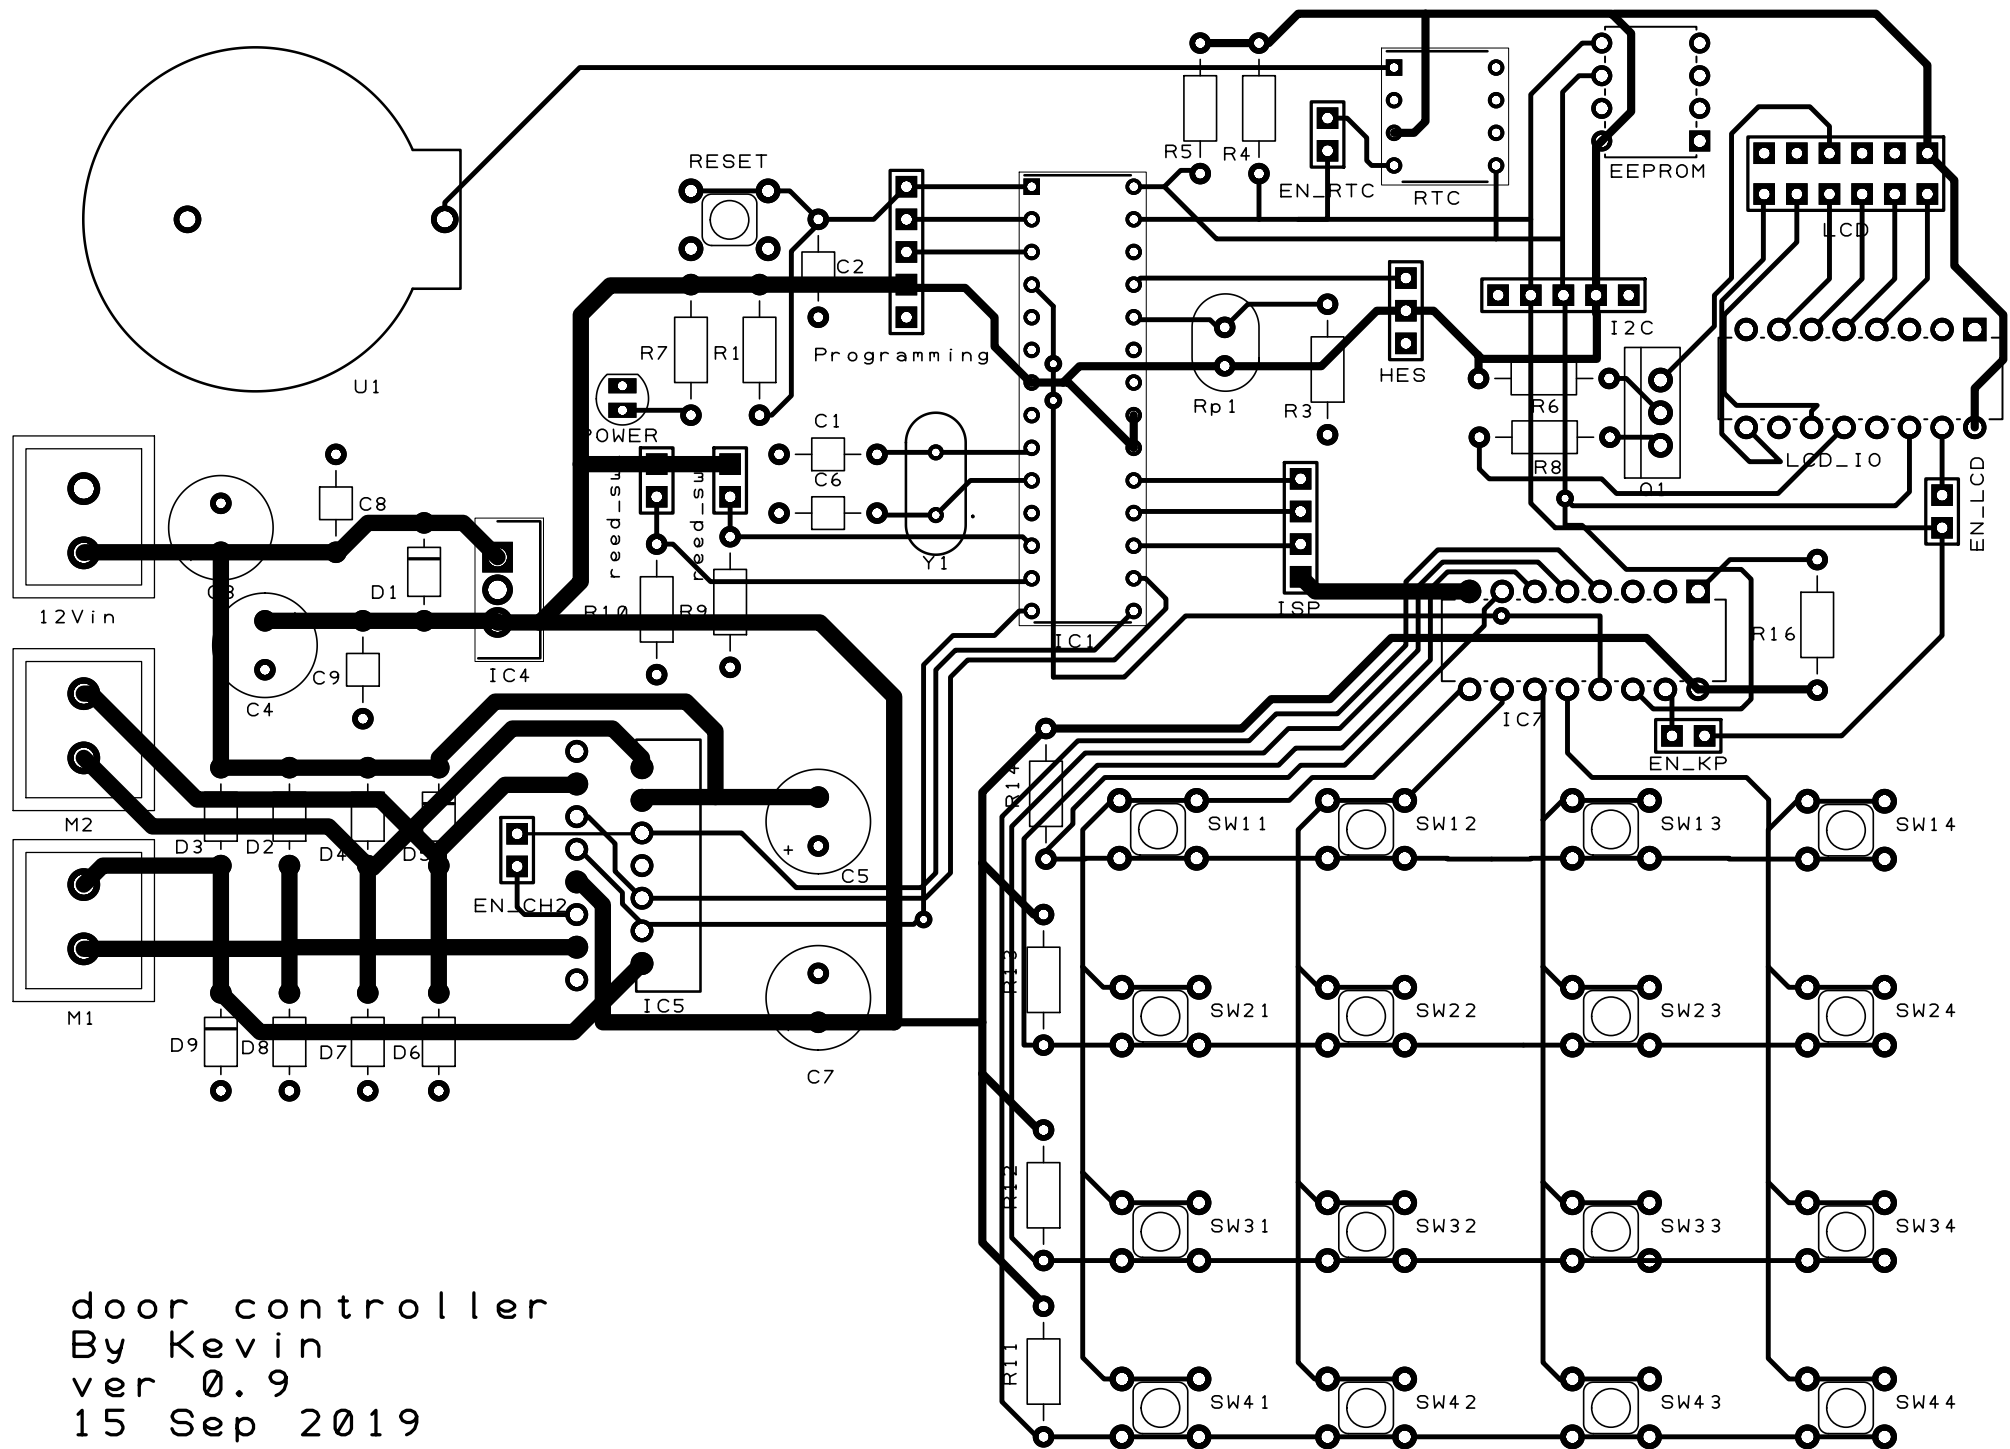 RESET
R5
R4
EN_RTC
RTC
EEPROM
LCD
C2
U1
R7
R1
Programming
Rp1
R3
HES
I2C
R6
R8
LCD_IO
EN_LCD
POWER
C1
C6
Y1
reed_sw
reed_sw
C8
12Vin
C3
D1
R10
R9
IC1
ISP
R16
C9
IC4
C4
IC7
EN_KP
M2
D3
D2
D4
D5
R14
SW11
SW12
SW13
SW14
EN_CH2
C5
M1
IC5
R13
SW21
SW22
SW23
SW24
D9
D8
D7
D6
C7
R12
SW31
SW32
SW33
SW34
R11
SW41
SW42
SW43
SW44
door controller
By Kevin
ver 0.9
15 Sep 2019